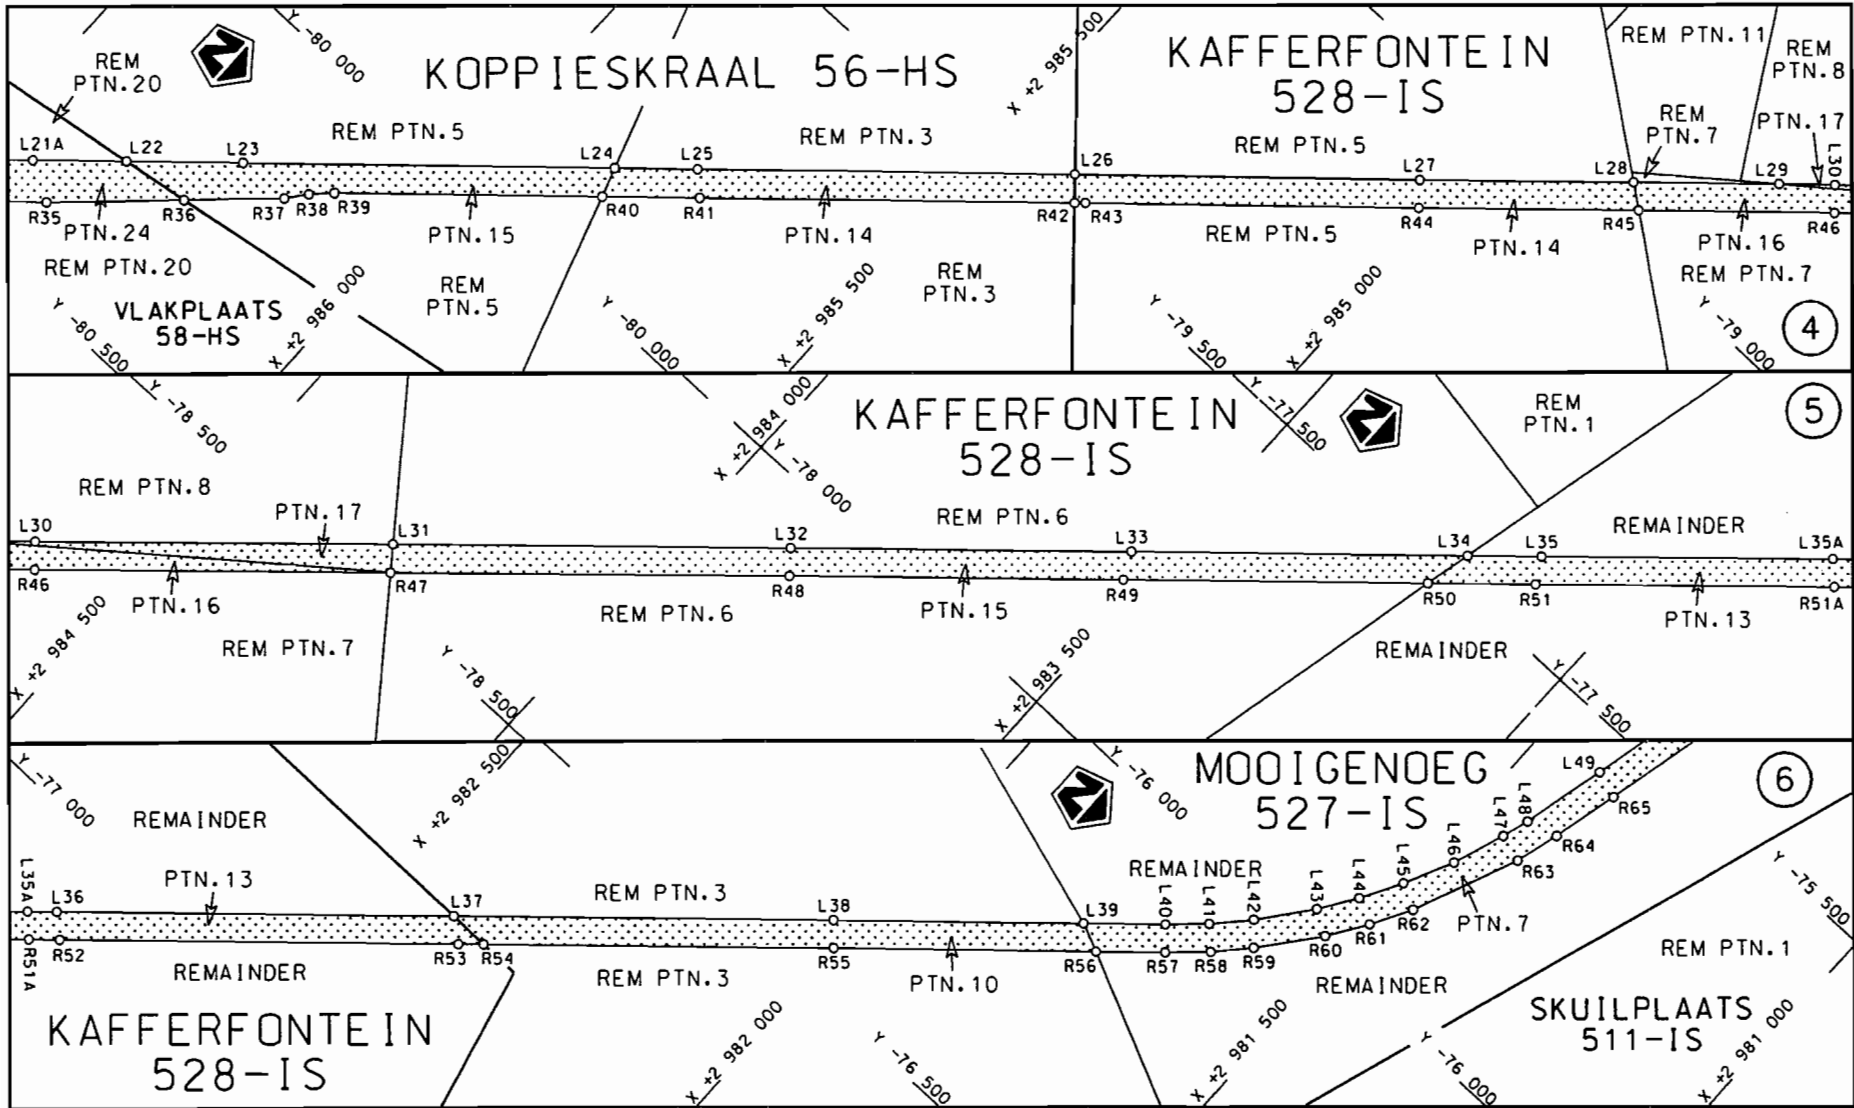 Y -80 000
X +2 985 500
REM
PTN.20
KOPPIESKRAAL 56-HS
KAFFERFONTEIN
528-IS
REM PTN.11
REM
PTN.8
REM
PTN.7
PTN.17
REM PTN.5
REM PTN.3
REM PTN.5
L21A
L22
L23
L24
L25
L26
L27
L28
L29
L30
R35
R36
R37
R38
R39
R40
R41
R42
R43
R44
R45
R46
PTN.24
PTN.15
PTN.14
REM PTN.5
PTN.14
PTN.16
REM PTN.20
REM
PTN.5
REM
PTN.3
REM PTN.7
VLAKPLAATS
58-HS
Y -80 500
X +2 986 000
Y -80 000
X +2 985 500
Y -79 500
X +2 985 000
Y -79 000
4
Y -78 500
X +2 984 000
Y -78 000
KAFFERFONTEIN
528-IS
Y -77 500
REM
PTN.1
5
REM PTN.8
PTN.17
REM PTN.6
REMAINDER
L30
L31
L32
L33
L34
L35
L35A
R46
R47
R48
R49
R50
R51
R51A
PTN.16
REM PTN.6
PTN.15
PTN.13
REM PTN.7
REMAINDER
X +2 984 500
Y -78 500
X +2 983 500
Y -77 500
Y -77 000
X +2 982 500
Y -76 000
MOOIGENOEG
527-IS
6
REMAINDER
PTN.13
REM PTN.3
REMAINDER
L35A
L36
L37
L38
L39
L40
L41
L42
L43
L44
L45
L46
L47
L48
L49
R51A
R52
R53
R54
R55
R56
R57
R58
R59
R60
R61
R62
R63
R64
R65
PTN.7
Y -75 500
REMAINDER
REM PTN.3
PTN.10
REMAINDER
REM PTN.1
KAFFERFONTEIN
528-IS
SKUILPLAATS
511-IS
X +2 982 000
Y -76 500
X +2 981 500
Y -76 000
X +2 981 000